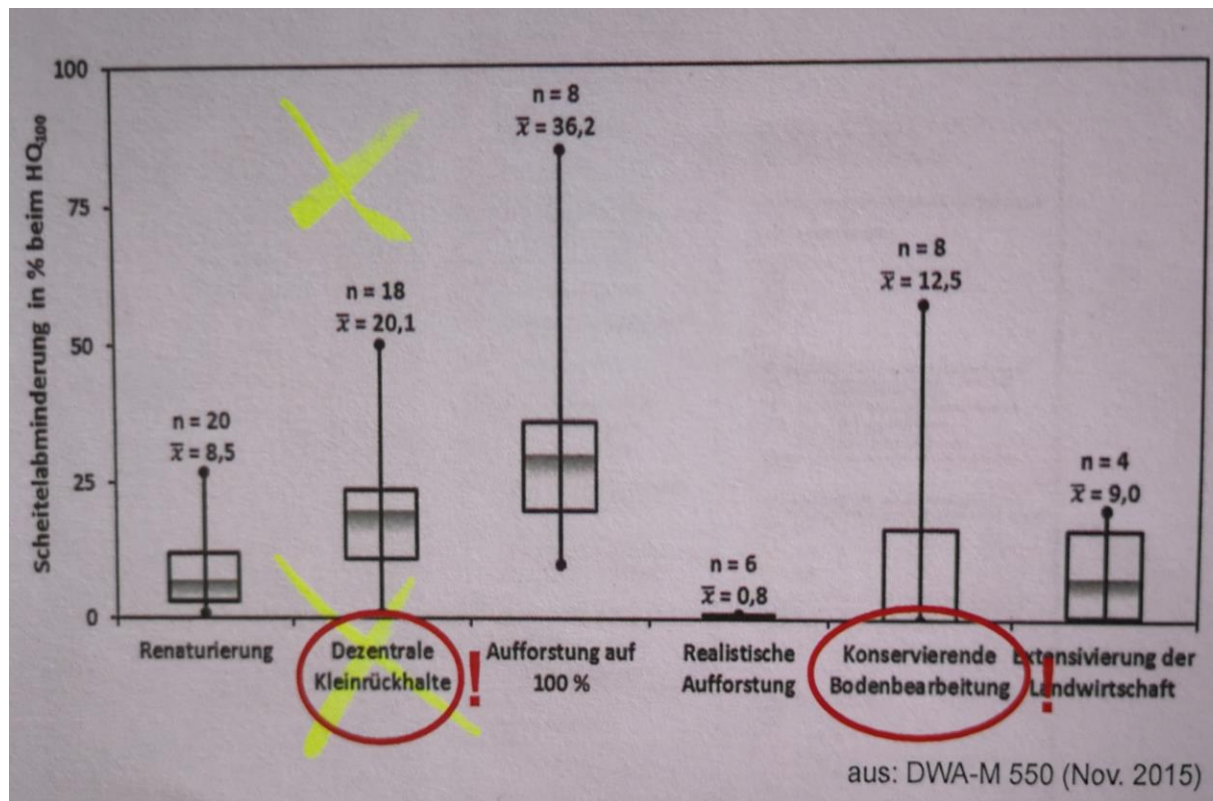 Scheitelabminderung in % beim HQ100
100
75
50
25
0
n = 20
x̅ = 8,5
n = 18
x̅ = 20,1
n = 8
x̅ = 36,2
n = 6
x̅ = 0,8
n = 8
x̅ = 12,5
n = 4
x̅ = 9,0
Renaturierung
Dezentrale
Kleinrückhalte
!
Aufforstung auf
100 %
Realistische
Aufforstung
Konservierende
Bodenbearbeitung
!
Extensivierung der
Landwirtschaft
aus: DWA-M 550 (Nov. 2015)